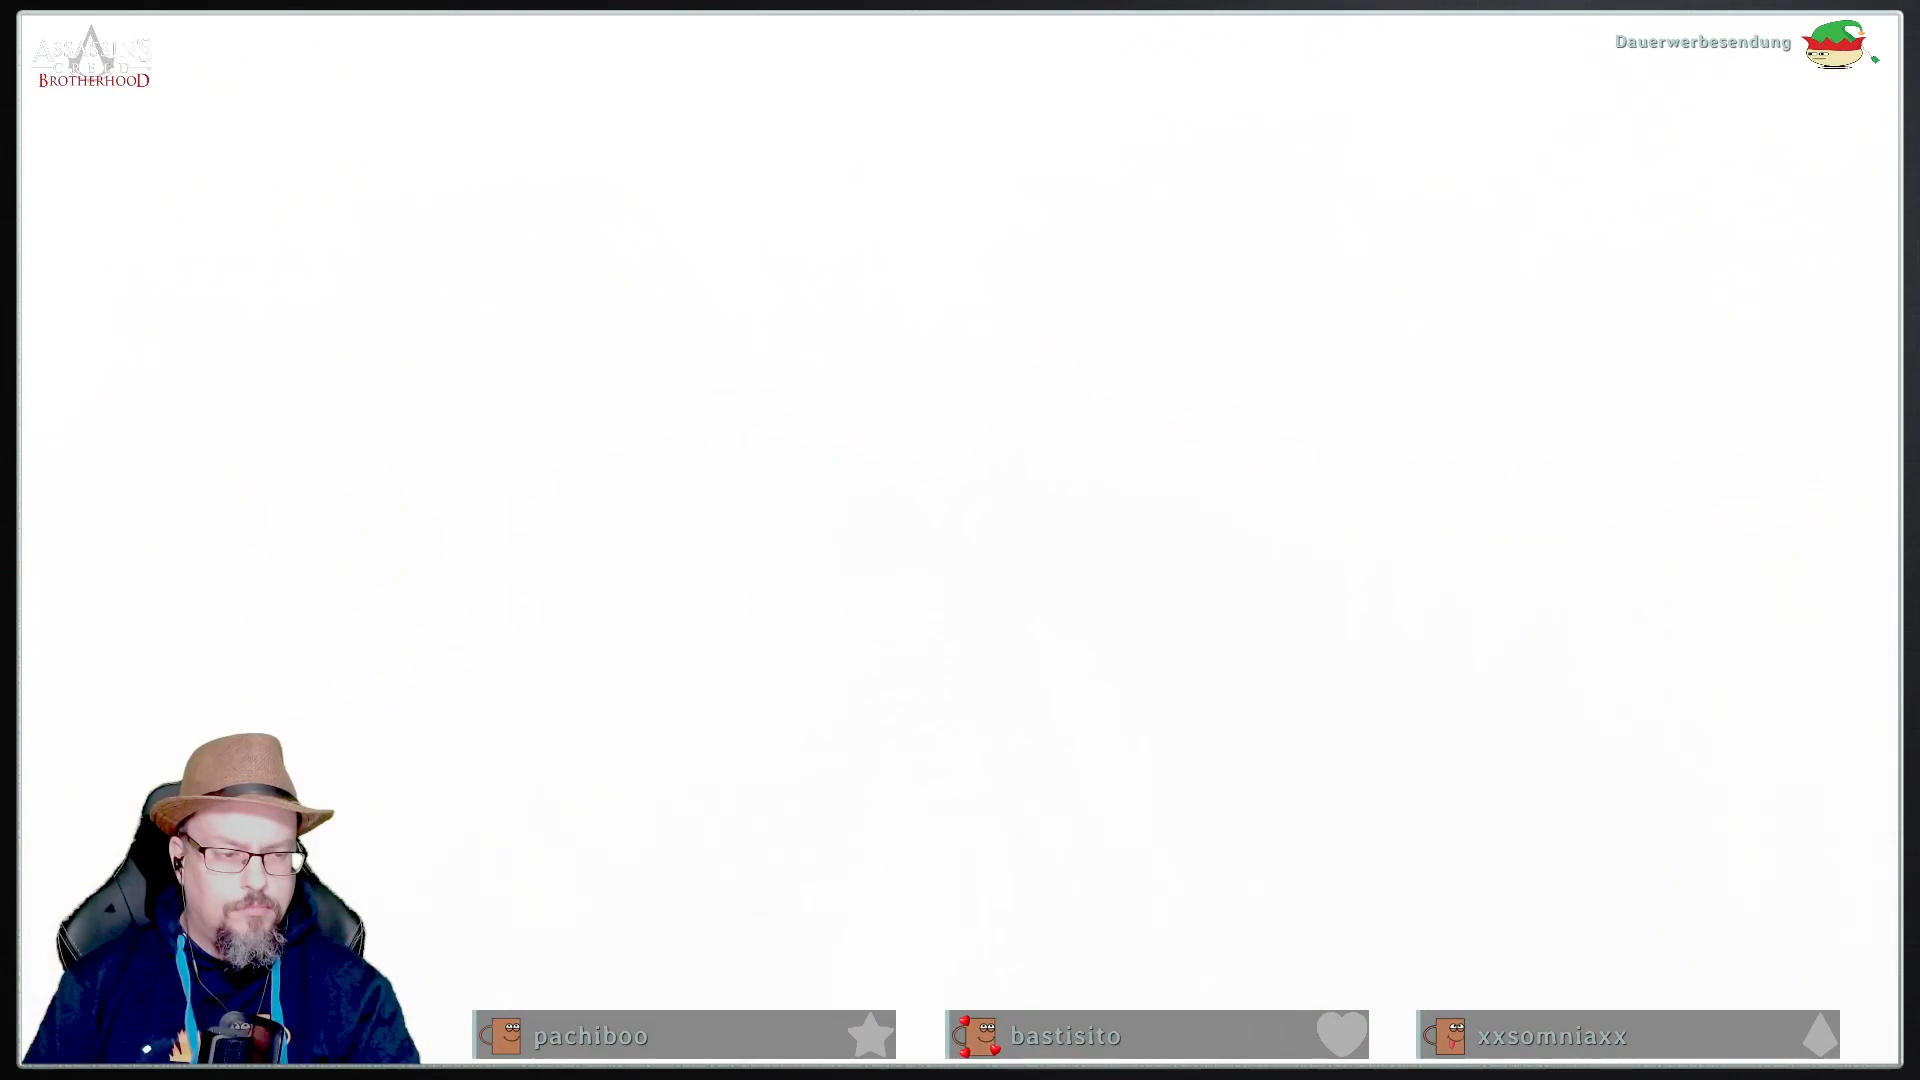 ASSASSIN'S
CREED
BROTHERHOOD
Dauerwerbesendung
pachiboo
bastisito
xxsomniaxx